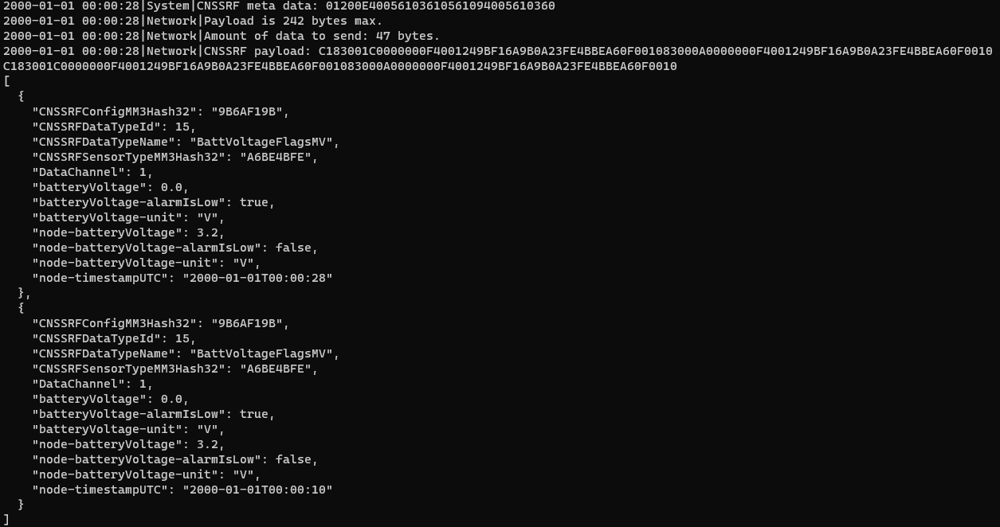 2000-01-01 00:00:28|System|CNSSRF meta data: 01200E400561036105610940056​10360
2000-01-01 00:00:28|Network|Payload is 242 bytes max.
2000-01-01 00:00:28|Network|Amount of data to send: 47 bytes.
2000-01-01 00:00:28|Network|CNSSRF payload: C183001C0000000F4001249BF16A9B0A23FE4BBEA60F001083000A0000000F4001249BF16A9B0A23FE4BBEA60F0010
C183001C0000000F4001249BF16A9B0A23FE4BBEA60F001083000A0000000F4001249BF16A9B0A23FE4BBEA60F0010
[
  {
    "CNSSRFConfigMM3Hash32": "9B6AF19B",
    "CNSSRFDataTypeId": 15,
    "CNSSRFDataTypeName": "BattVoltageFlagsMV",
    "CNSSRFSensorTypeMM3Hash32": "A6BE4BFE",
    "DataChannel": 1,
    "batteryVoltage": 0.0,
    "batteryVoltage-alarmIsLow": true,
    "batteryVoltage-unit": "V",
    "node-batteryVoltage": 3.2,
    "node-batteryVoltage-alarmIsLow": false,
    "node-batteryVoltage-unit": "V",
    "node-timestampUTC": "2000-01-01T00:00:28"
  },
  {
    "CNSSRFConfigMM3Hash32": "9B6AF19B",
    "CNSSRFDataTypeId": 15,
    "CNSSRFDataTypeName": "BattVoltageFlagsMV",
    "CNSSRFSensorTypeMM3Hash32": "A6BE4BFE",
    "DataChannel": 1,
    "batteryVoltage": 0.0,
    "batteryVoltage-alarmIsLow": true,
    "batteryVoltage-unit": "V",
    "node-batteryVoltage": 3.2,
    "node-batteryVoltage-alarmIsLow": false,
    "node-batteryVoltage-unit": "V",
    "node-timestampUTC": "2000-01-01T00:00:10"
  }
]